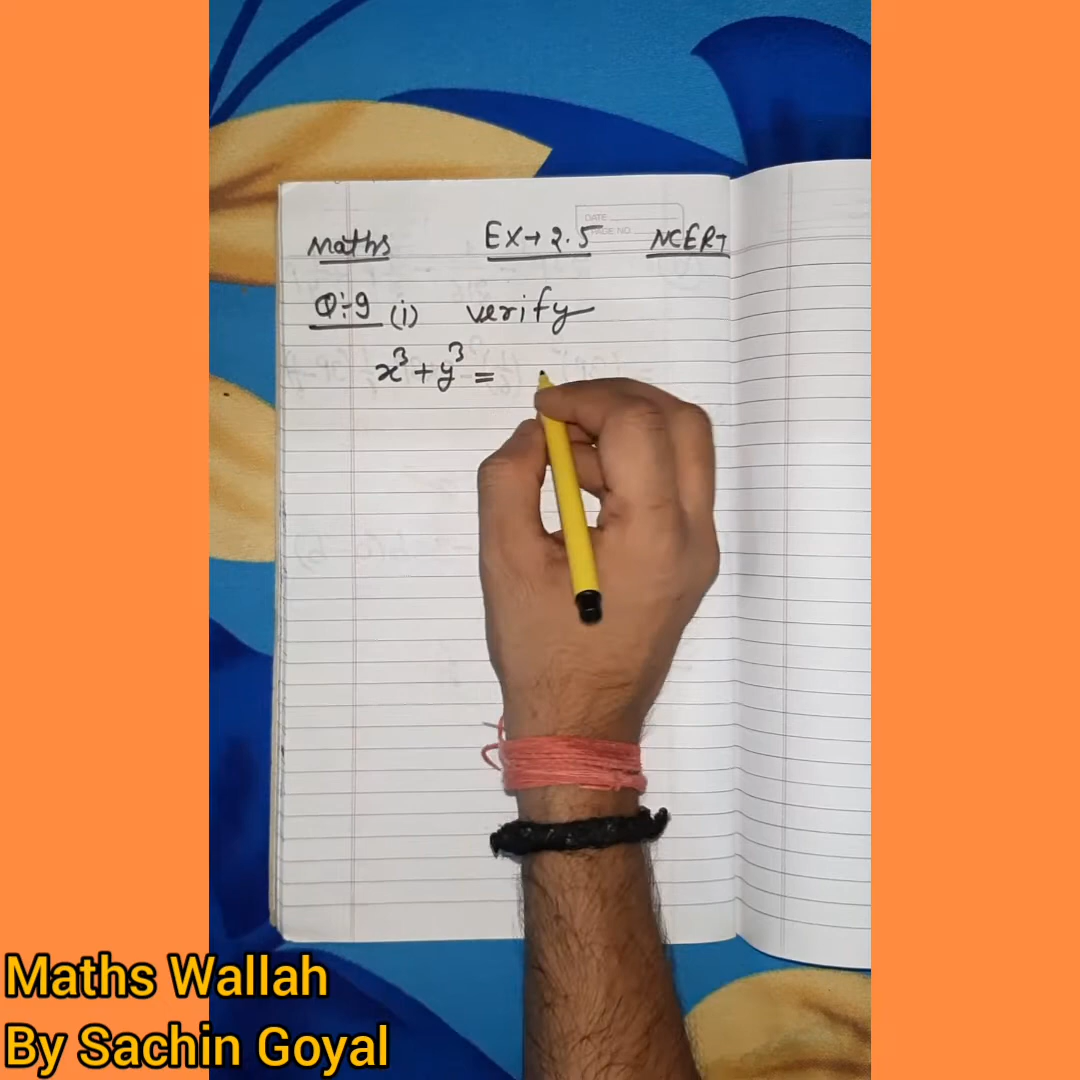 DATE
PAGE NO.
Maths Ex→2.5 NCERT
Q:-9 (i) verify
x³+y³ =
Maths Wallah
By Sachin Goyal